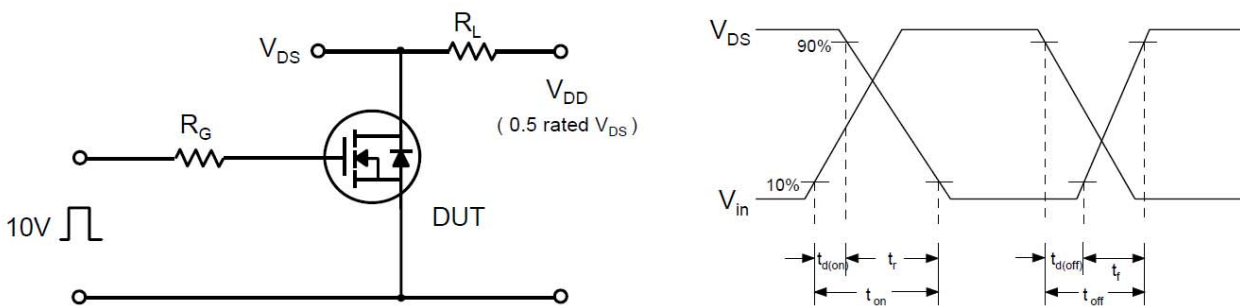 R_L
V_DS
V_DD
( 0.5 rated V_DS )
R_G
10V
DUT
V_DS
90%
10%
V_in
t_d(on)
t_r
t_on
t_d(off)
t_f
t_off